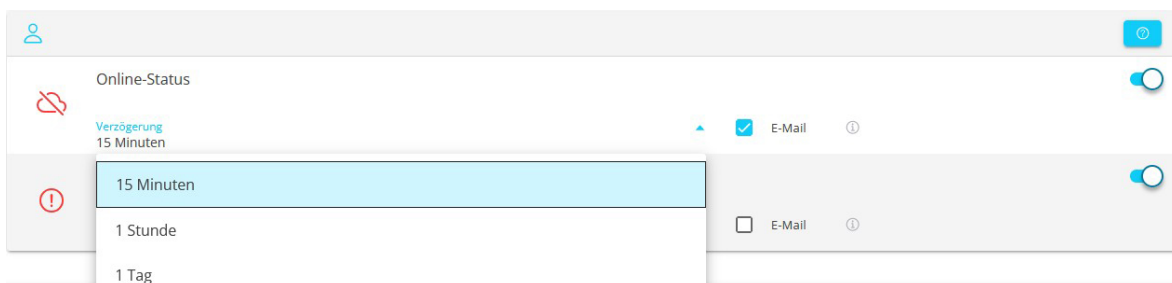 Online-Status
Verzögerung
15 Minuten
E-Mail
15 Minuten
1 Stunde
E-Mail
1 Tag